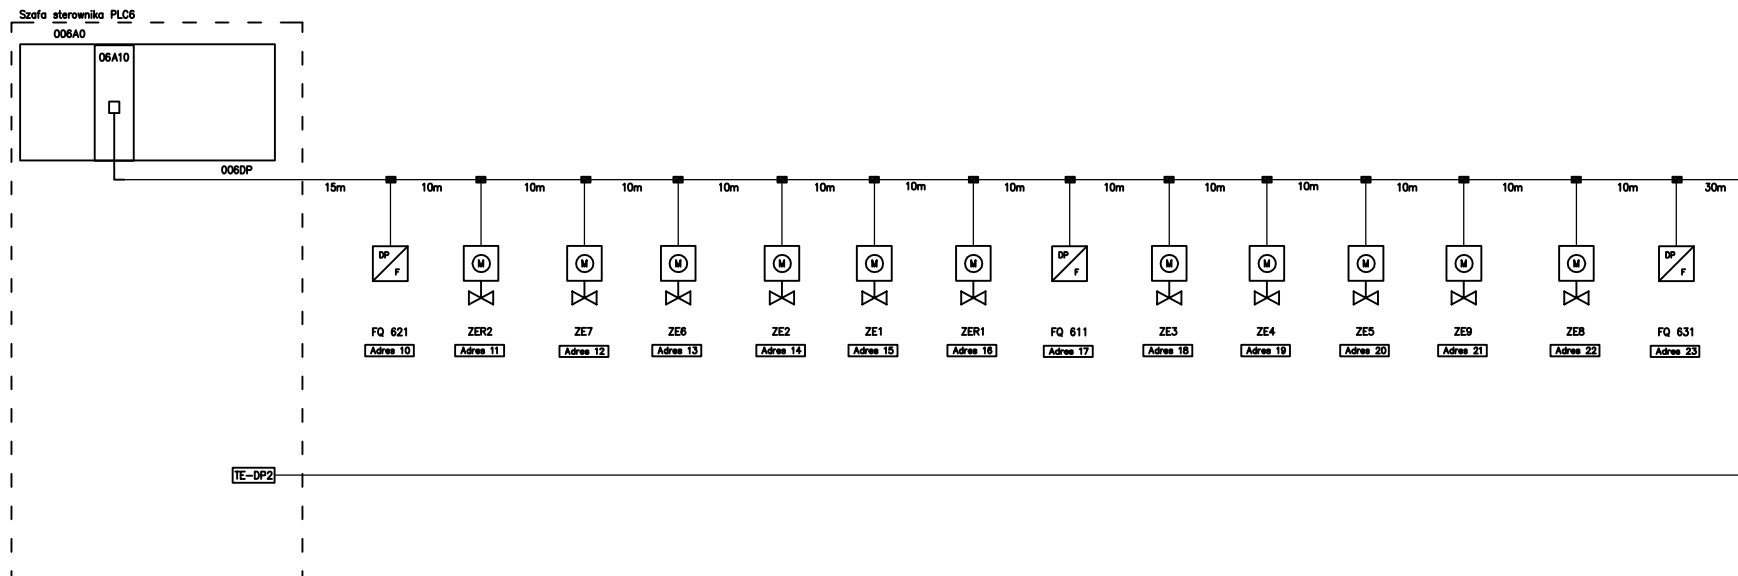 Szafa sterownika PLC6
006A0
06A10
006DP
15m 10m 10m 10m 10m 10m 10m 10m 10m 10m 10m 10m 10m 10m 30m
DP DP DP
F F F
M M M M M M M M M M M
FQ 621 ZER2 ZE7 ZE6 ZE2 ZE1 ZER1 FQ 611 ZE3 ZE4 ZE5 ZE9 ZE8 FQ 631
Adres 10 Adres 11 Adres 12 Adres 13 Adres 14 Adres 15 Adres 16 Adres 17 Adres 18 Adres 19 Adres 20 Adres 21 Adres 22 Adres 23
TE-DP2